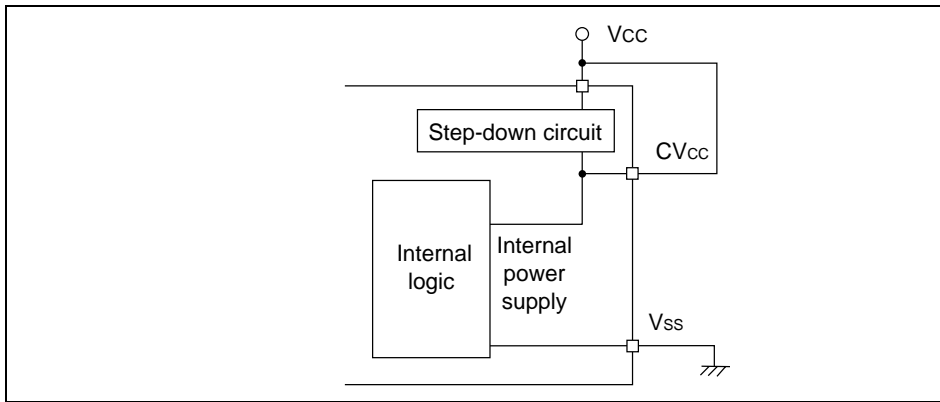 Vcc
Step-down circuit
CVcc
Internal
logic
Internal
power
supply
Vss